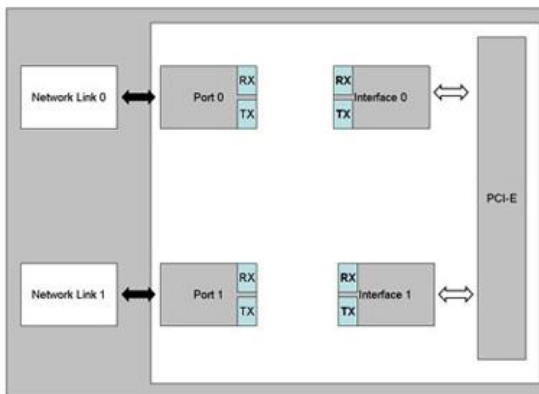 Network Link 0
Port 0
RX
TX
RX
TX
Interface 0
PCI-E
Network Link 1
Port 1
RX
TX
RX
TX
Interface 1